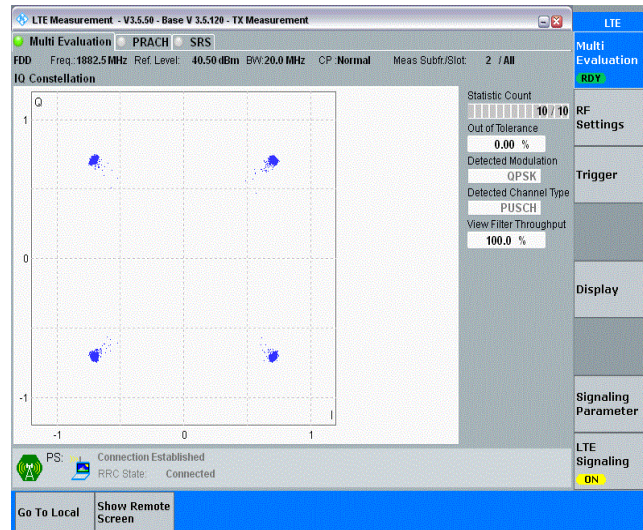 LTE Measurement - V3.5.50 - Base V 3.5.120 - TX Measurement
LTE
Multi Evaluation PRACH SRS
Multi
Evaluation
RDY
FDD Freq.:1882.5 MHz Ref. Level: 40.50 dBm BW:20.0 MHz CP :Normal Meas Subfr./Slot: 2 / All
IQ Constellation
Statistic Count
10 / 10
Out of Tolerance
0.00 %
Detected Modulation
QPSK
Detected Channel Type
PUSCH
View Filter Throughput
100.0 %
RF
Settings
Trigger
Display
Signaling
Parameter
LTE
Signaling
ON
Q
1
0
-1
I
-1 0 1
PS: Connection Established
RRC State: Connected
Go To Local
Show Remote
Screen